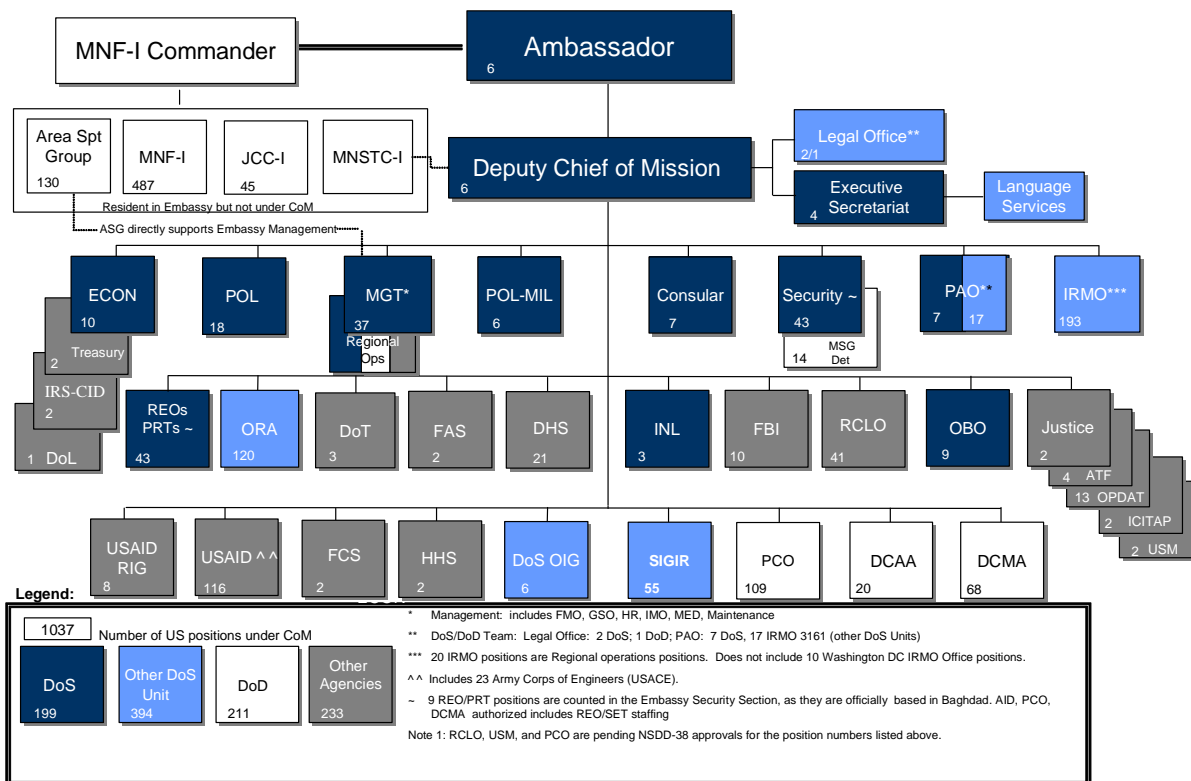 MNF-I Commander
Ambassador
6
Area Spt
Group
130
MNF-I
487
JCC-I
45
MNSTC-I
Resident in Embassy but not under CoM
Deputy Chief of Mission
6
Legal Office**
2/1
Executive
Secretariat
4
Language
Services
ASG directly supports Embassy Management
ECON
10
Treasury
2
IRS-CID
2
DoL
1
POL
18
MGT*
37
Regional
Ops
POL-MIL
6
Consular
7
Security ~
43
MSG
Det
14
PAO**
7
17
IRMO***
193
REOs
PRTs ~
43
ORA
120
DoT
3
FAS
2
DHS
21
INL
3
FBI
10
RCLO
41
OBO
9
Justice
2
4 ATF
13 OPDAT
2 ICITAP
2 USM
USAID
RIG
8
USAID ^ ^
116
FCS
2
HHS
2
DoS OIG
6
SIGIR
55
PCO
109
DCAA
20
DCMA
68
Legend:
1037 Number of US positions under CoM
DoS
199
Other DoS
Unit
394
DoD
211
Other
Agencies
233
* Management: includes FMO, GSO, HR, IMO, MED, Maintenance
** DoS/DoD Team: Legal Office: 2 DoS; 1 DoD; PAO: 7 DoS, 17 IRMO 3161 (other DoS Units)
*** 20 IRMO positions are Regional operations positions. Does not include 10 Washington DC IRMO Office positions.
^ ^ Includes 23 Army Corps of Engineers (USACE).
~ 9 REO/PRT positions are counted in the Embassy Security Section, as they are officially based in Baghdad. AID, PCO,
DCMA authorized includes REO/SET staffing
Note 1: RCLO, USM, and PCO are pending NSDD-38 approvals for the position numbers listed above.